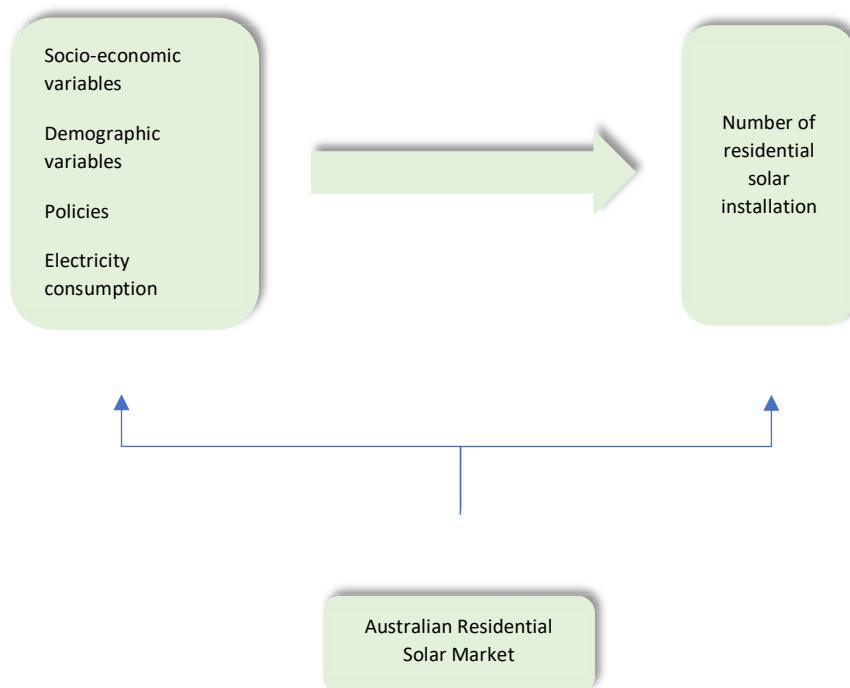 Socio-economic
variables
Demographic
variables
Policies
Electricity
consumption
Number of
residential
solar
installation
Australian Residential
Solar Market